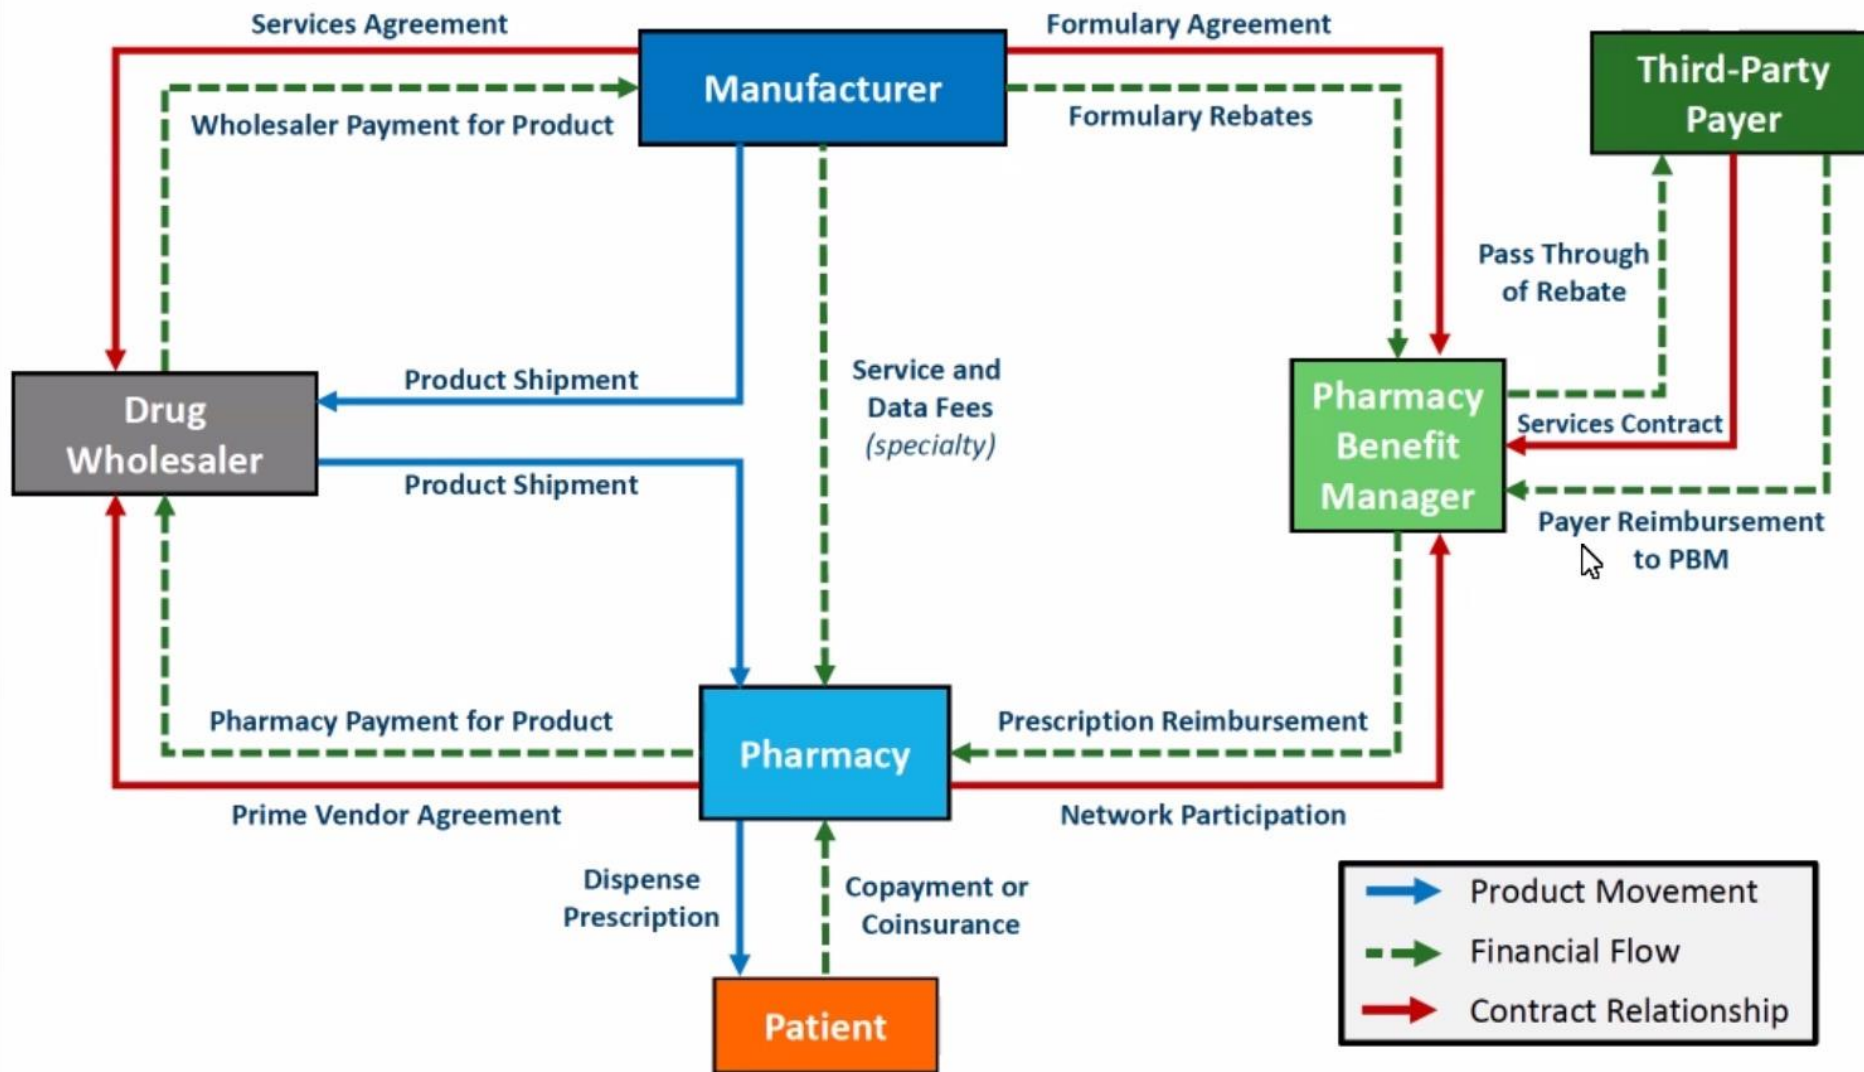 Services Agreement
Formulary Agreement
Manufacturer
Third-Party
Payer
Wholesaler Payment for Product
Formulary Rebates
Pass Through
of Rebate
Product Shipment
Service and
Data Fees
(specialty)
Drug
Wholesaler
Pharmacy
Benefit
Manager
Services Contract
Product Shipment
Payer Reimbursement
to PBM
Pharmacy Payment for Product
Prescription Reimbursement
Pharmacy
Prime Vendor Agreement
Network Participation
Dispense
Prescription
Copayment or
Coinsurance
Patient
Product Movement
Financial Flow
Contract Relationship